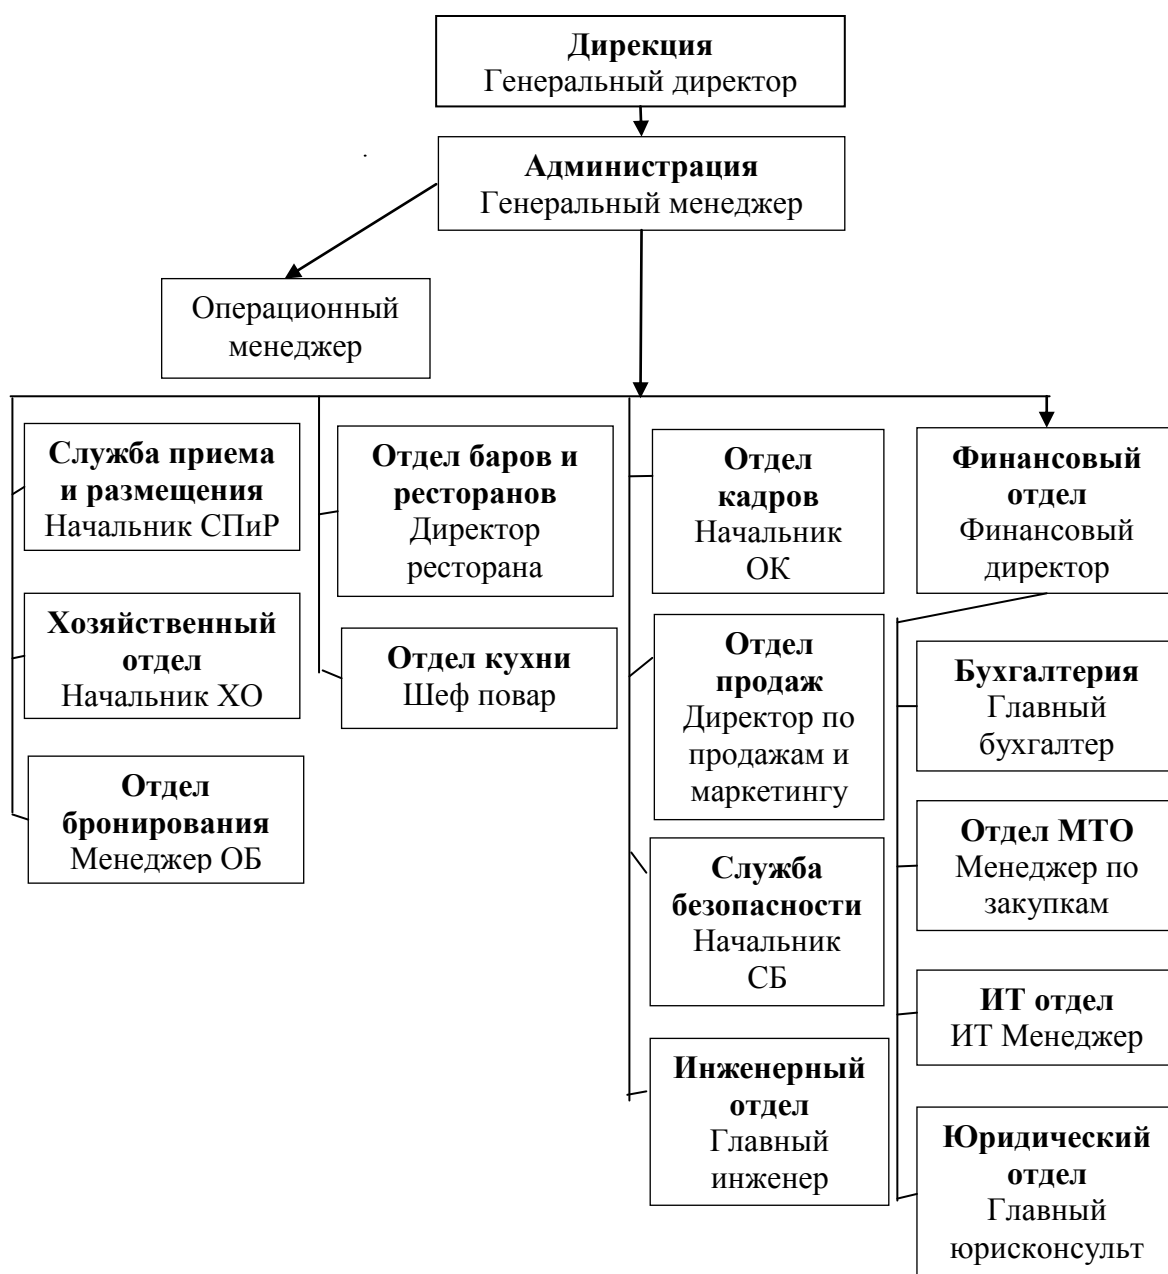 Дирекция
Генеральный директор
Администрация
Генеральный менеджер
Операционный
менеджер
Служба приема
и размещения
Начальник СПиР
Хозяйственный
отдел
Начальник ХО
Отдел
бронирования
Менеджер ОБ
Отдел баров и
ресторанов
Директор
ресторана
Отдел кухни
Шеф повар
Отдел
кадров
Начальник
ОК
Отдел
продаж
Директор по
продажам и
маркетингу
Служба
безопасности
Начальник
СБ
Инженерный
отдел
Главный
инженер
Финансовый
отдел
Финансовый
директор
Бухгалтерия
Главный
бухгалтер
Отдел МТО
Менеджер по
закупкам
ИТ отдел
ИТ Менеджер
Юридический
отдел
Главный
юрисконсульт